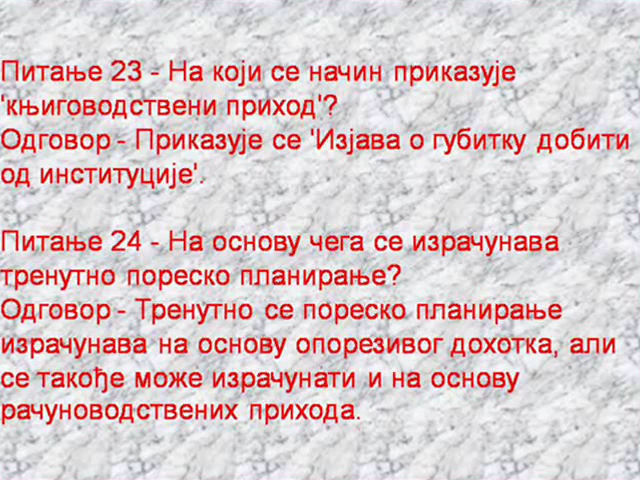 Питање 23 - На који се начин приказује
'књиговодствени приход'?
Одговор - Приказује се 'Изјава о губитку добити
од институције'.
Питање 24 - На основу чега се израчунава
тренутно пореско планирање?
Одговор - Тренутно се пореско планирање
израчунава на основу опорезивог дохотка, али
се такође може израчунати и на основу
рачуноводствених прихода.